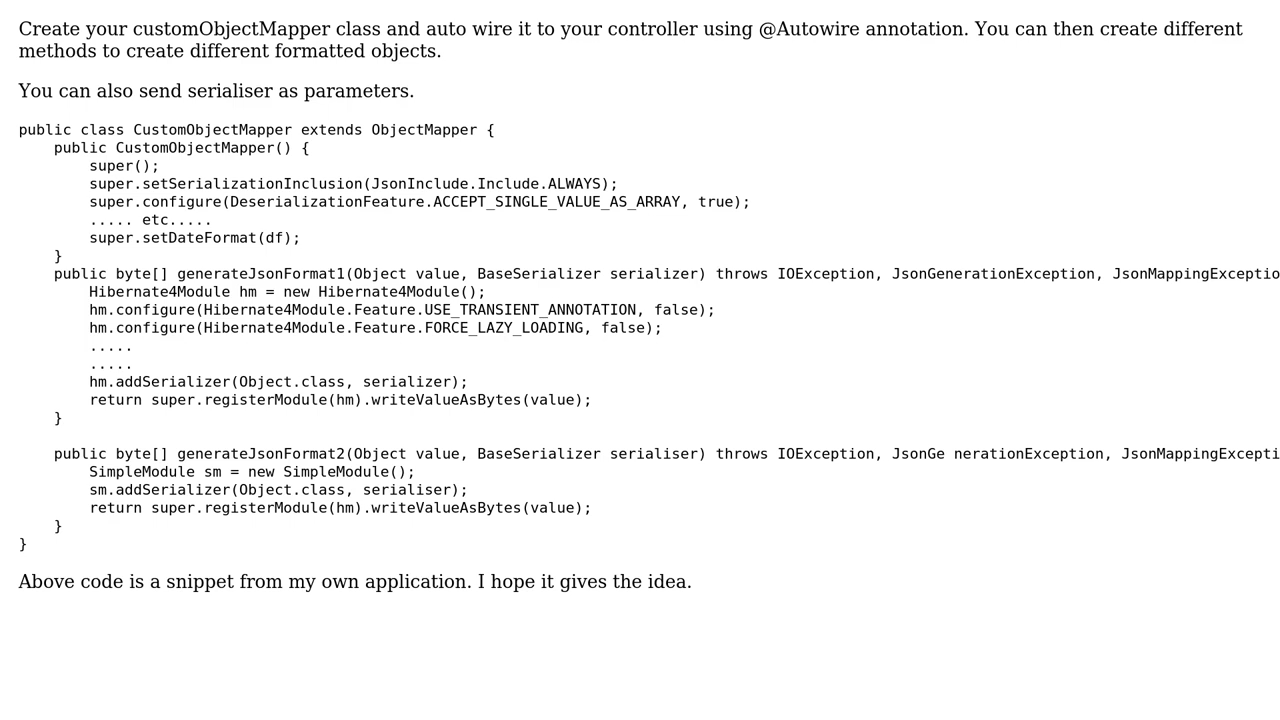 Create your customObjectMapper class and auto wire it to your controller using @Autowire annotation. You can then create different
methods to create different formatted objects.
You can also send serialiser as parameters.
public class CustomObjectMapper extends ObjectMapper {
    public CustomObjectMapper() {
        super();
        super.setSerializationInclusion(JsonInclude.Include.ALWAYS);
        super.configure(DeserializationFeature.ACCEPT_SINGLE_VALUE_AS_ARRAY, true);
        ..... etc.....
        super.setDateFormat(df);
    }
    public byte[] generateJsonFormat1(Object value, BaseSerializer serializer) throws IOException, JsonGenerationException, JsonMappingExceptio
        Hibernate4Module hm = new Hibernate4Module();
        hm.configure(Hibernate4Module.Feature.USE_TRANSIENT_ANNOTATION, false);
        hm.configure(Hibernate4Module.Feature.FORCE_LAZY_LOADING, false);
        .....
        .....
        hm.addSerializer(Object.class, serializer);
        return super.registerModule(hm).writeValueAsBytes(value);
    }
    public byte[] generateJsonFormat2(Object value, BaseSerializer serialiser) throws IOException, JsonGe nerationException, JsonMappingExcepti
        SimpleModule sm = new SimpleModule();
        sm.addSerializer(Object.class, serialiser);
        return super.registerModule(hm).writeValueAsBytes(value);
    }
}
Above code is a snippet from my own application. I hope it gives the idea.